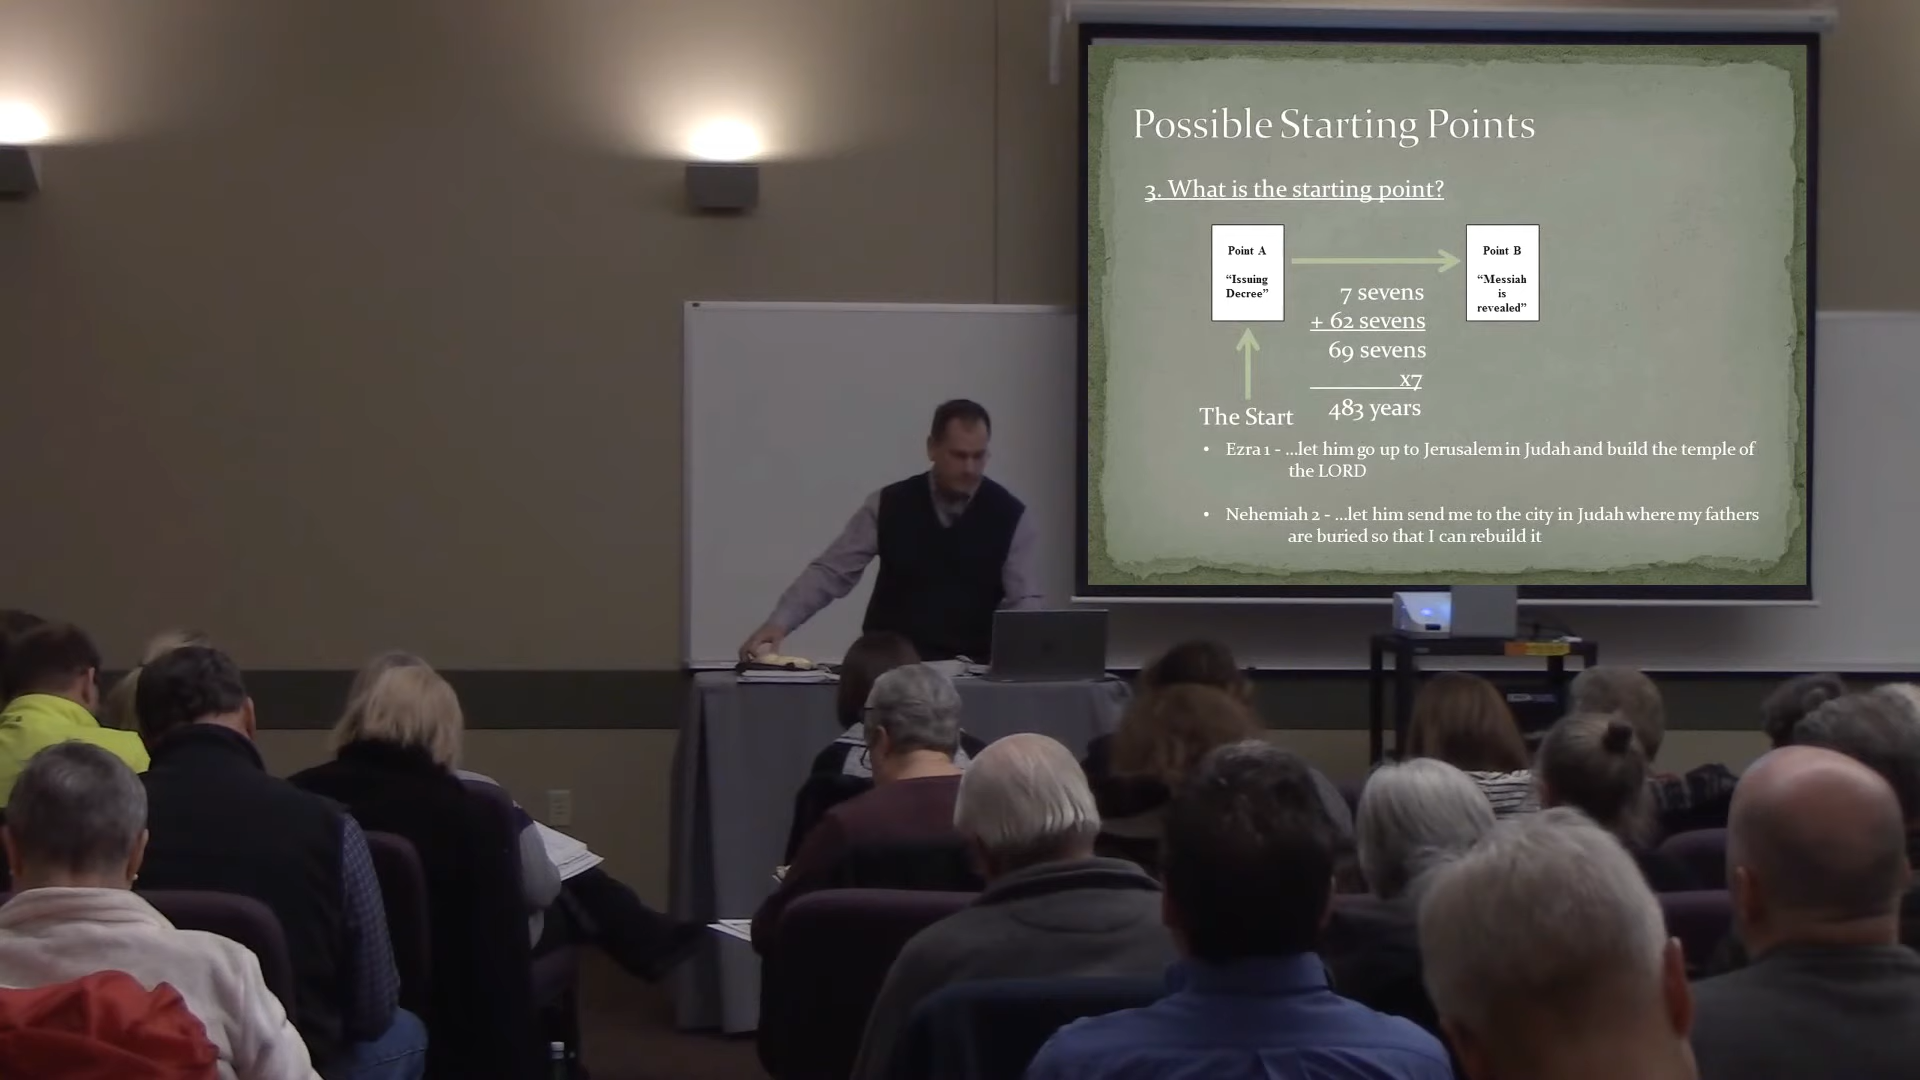 Possible Starting Points
3. What is the starting point?
Point A
“Issuing
Decree”
Point B
“Messiah
is
revealed”
7 sevens
+ 62 sevens
69 sevens
x7
483 years
The Start
• Ezra 1 - ...let him go up to Jerusalem in Judah and build the temple of
the LORD
• Nehemiah 2 - ...let him send me to the city in Judah where my fathers
are buried so that I can rebuild it